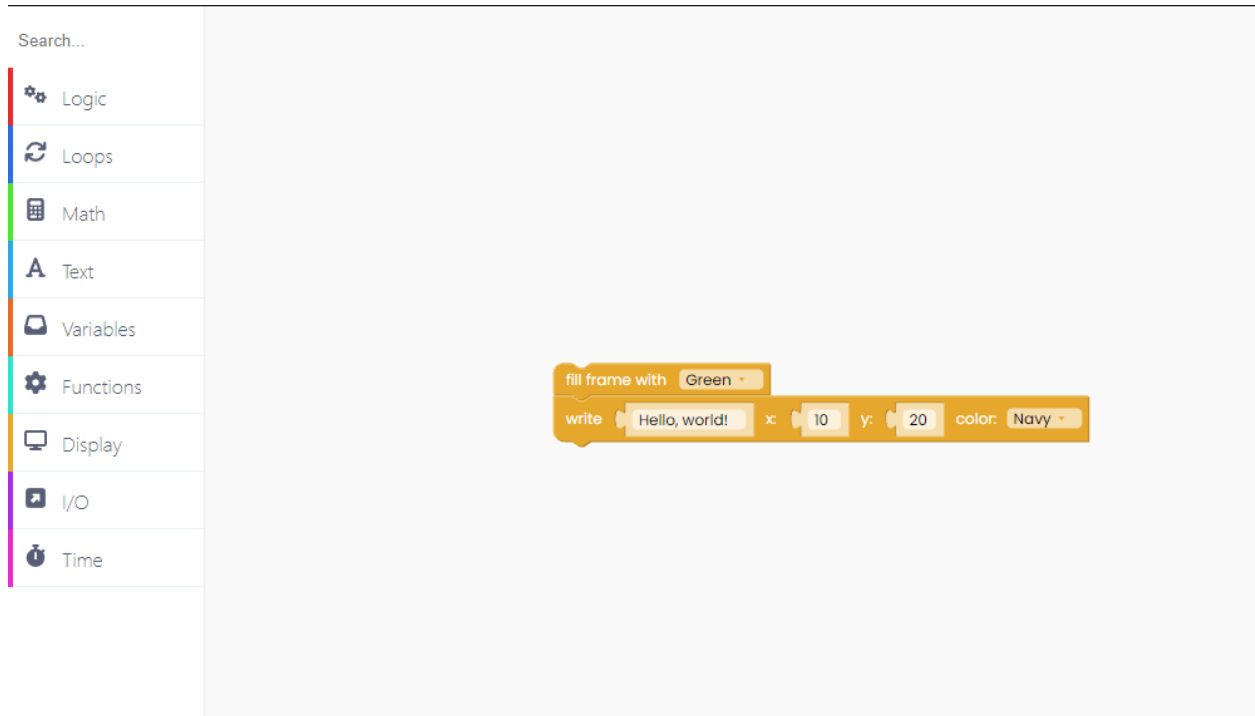 Search...
Logic
Loops
Math
Text
Variables
Functions
Display
I/O
Time
fill frame with Green
write Hello, world! x: 10 y: 20 color: Navy